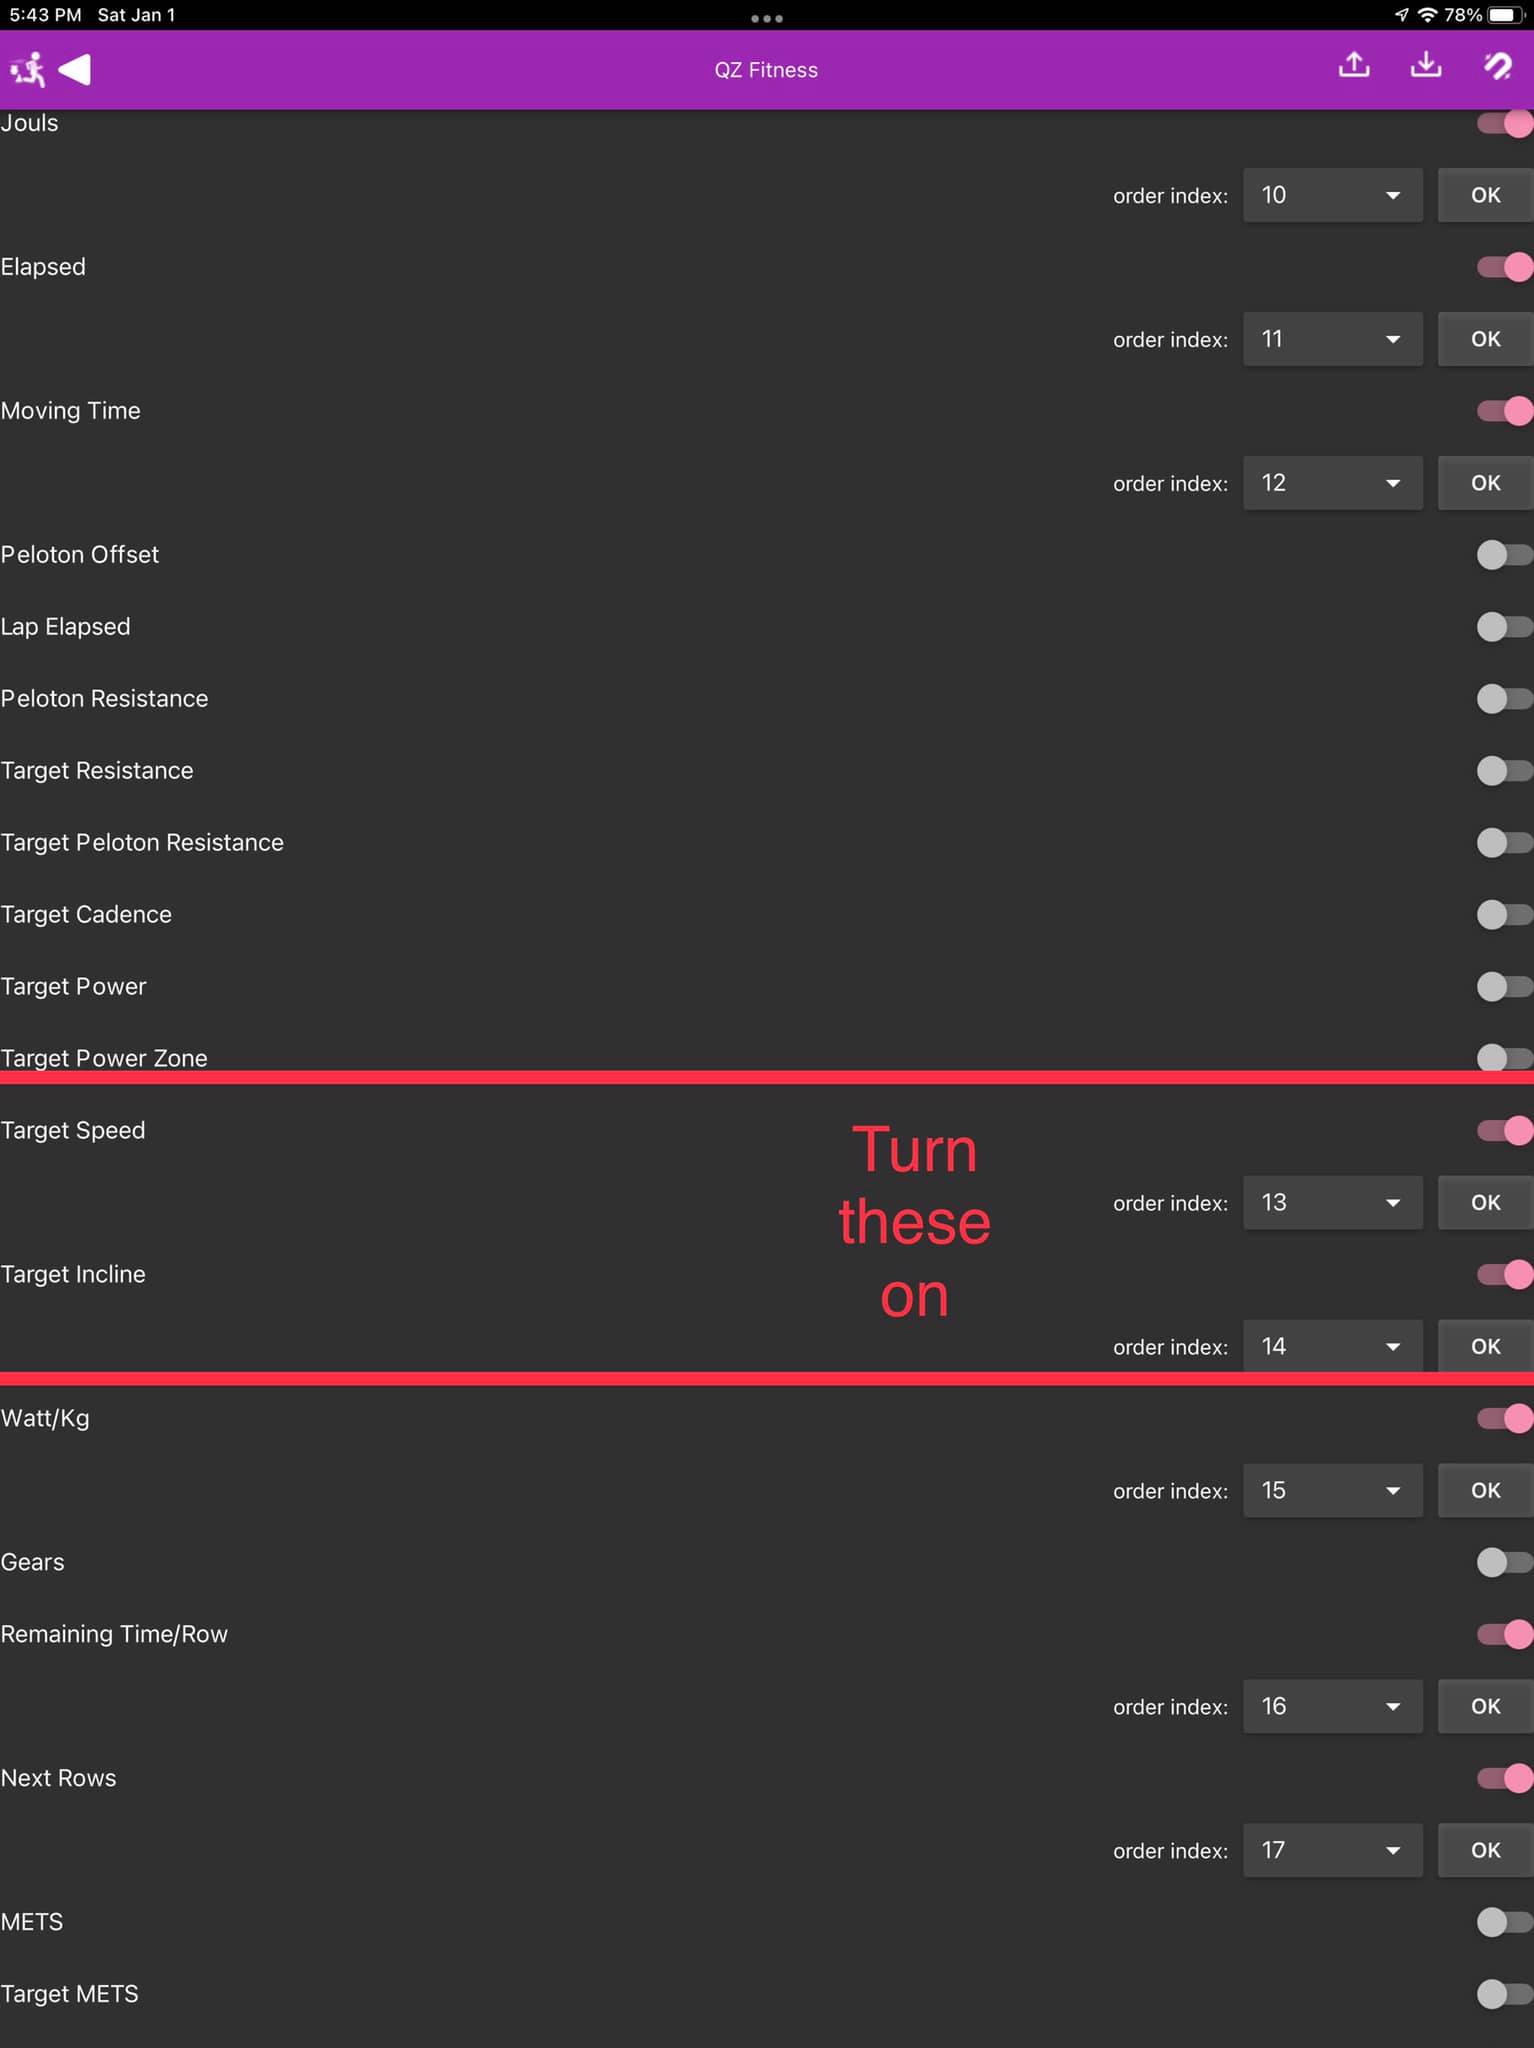 5:43 PM Sat Jan 1 78%
QZ Fitness
Jouls
order index: 10 OK
Elapsed
order index: 11 OK
Moving Time
order index: 12 OK
Peloton Offset
Lap Elapsed
Peloton Resistance
Target Resistance
Target Peloton Resistance
Target Cadence
Target Power
Target Power Zone
Target Speed
Turn
these
on
order index: 13 OK
Target Incline
order index: 14 OK
Watt/Kg
order index: 15 OK
Gears
Remaining Time/Row
order index: 16 OK
Next Rows
order index: 17 OK
METS
Target METS